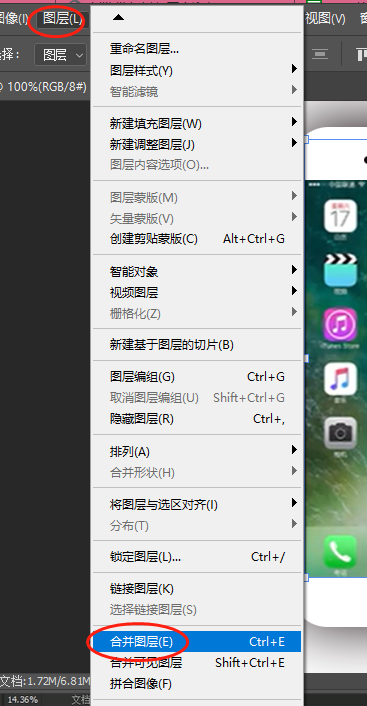 图像(I) 图层(L) 视图(V)
选择： 图层
@ 100%(RGB/8#)
重命名图层...
图层样式(Y)
智能滤镜
新建填充图层(W)
新建调整图层(J)
图层内容选项(O)...
图层蒙版(M)
矢量蒙版(V)
创建剪贴蒙版(C) Alt+Ctrl+G
智能对象
视频图层
栅格化(Z)
新建基于图层的切片(B)
图层编组(G) Ctrl+G
取消图层编组(U) Shift+Ctrl+G
隐藏图层(R) Ctrl+,
排列(A)
合并形状(H)
将图层与选区对齐(I)
分布(T)
锁定图层(L)... Ctrl+/
链接图层(K)
选择链接图层(S)
合并图层(E) Ctrl+E
合并可见图层 Shift+Ctrl+E
拼合图像(F)
中国联通
星期六
17
iTunes Store
文档:1.72M/6.81M
14.36%
文档